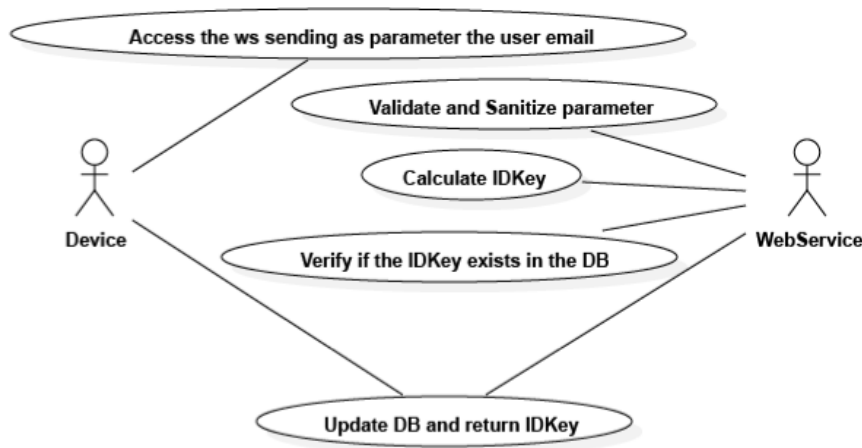 Access the ws sending as parameter the user email
Validate and Sanitize parameter
Calculate IDKey
Device
WebService
Verify if the IDKey exists in the DB
Update DB and return IDKey